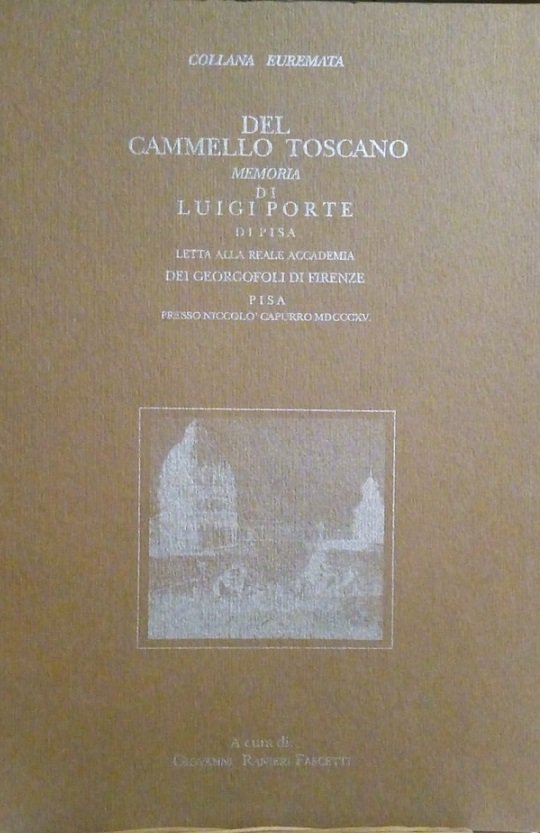 COLLANA EUREMATA
DEL
CAMMELLO TOSCANO
MEMORIA
DI
LUIGI PORTE
DI PISA
LETTA ALLA REALE ACCADEMIA
DEI GEORGOFOLI DI FIRENZE
PISA
PRESSO NICCOLO' CAPURRO MDCCCXV.
A cura di:
GIOVANNI RANIERI FASCETTI